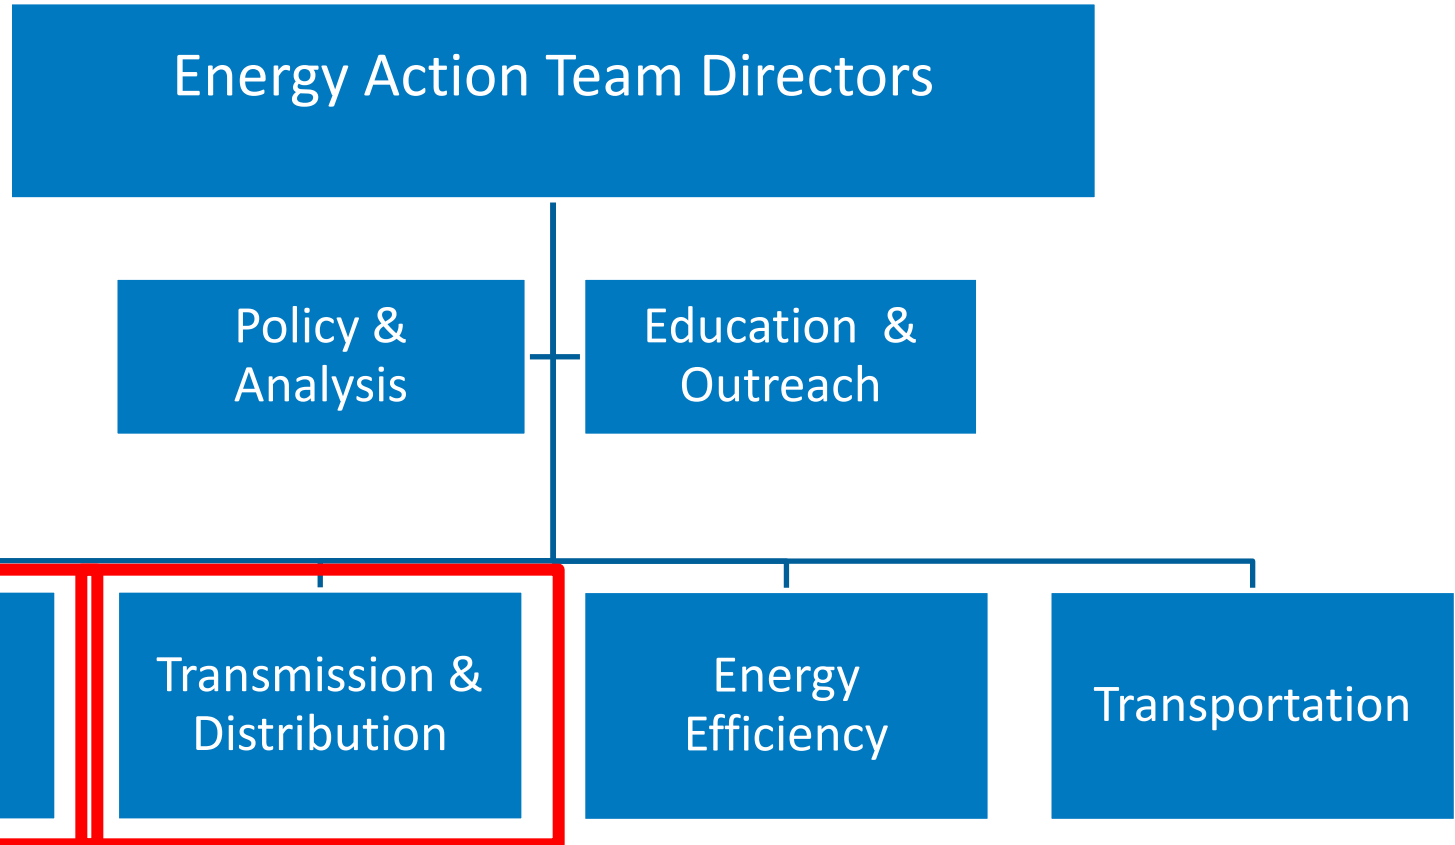 Energy Action Team Directors
Policy &
Analysis
Education & 
Outreach
Transmission &
Distribution
Energy
Efficiency
Transportation